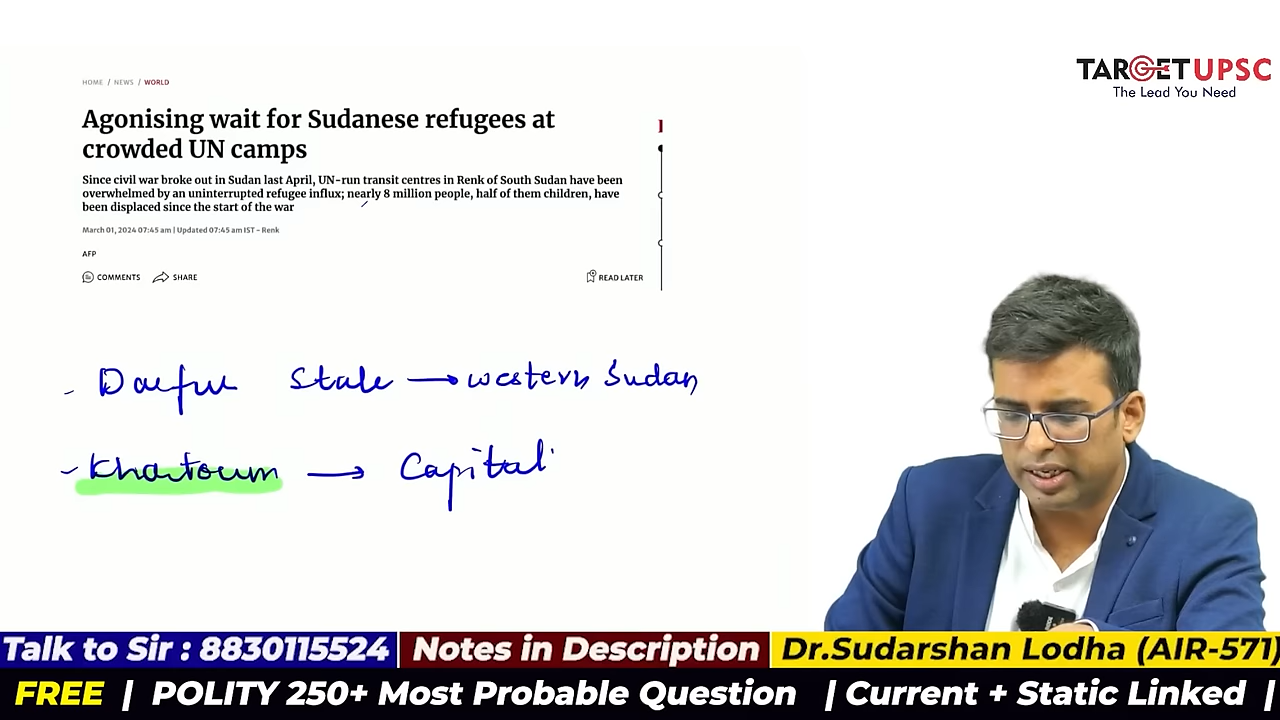 TARGETUPSC
The Lead You Need
HOME / NEWS / WORLD
Agonising wait for Sudanese refugees at
crowded UN camps
Since civil war broke out in Sudan last April, UN-run transit centres in Renk of South Sudan have been
overwhelmed by an uninterrupted refugee influx; nearly 8 million people, half of them children, have
been displaced since the start of the war
March 01, 2024 07:45 am | Updated 07:45 am IST - Renk
AFP
COMMENTS SHARE READ LATER
- Darfur State → western Sudan
- Khartoum → Capital
Talk to Sir : 8830115524 Notes in Description Dr.Sudarshan Lodha (AIR-571)
FREE | POLITY 250+ Most Probable Question | Current + Static Linked |